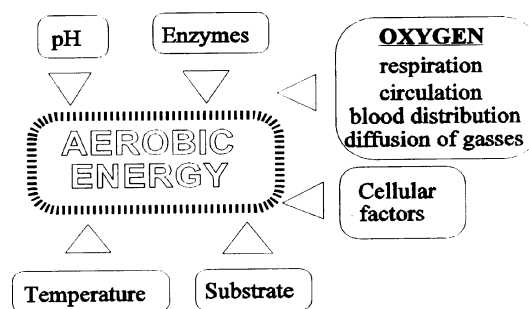 pH
Enzymes
OXYGEN
respiration
circulation
blood distribution
diffusion of gasses
AEROBIC
ENERGY
Cellular
factors
Temperature
Substrate